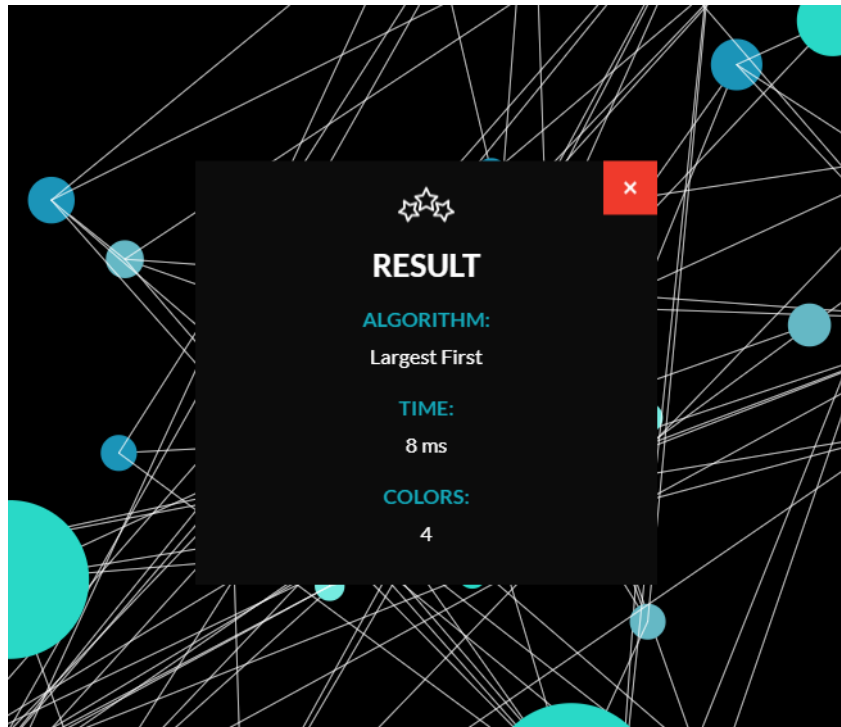 ×
RESULT
ALGORITHM:
Largest First
TIME:
8 ms
COLORS:
4